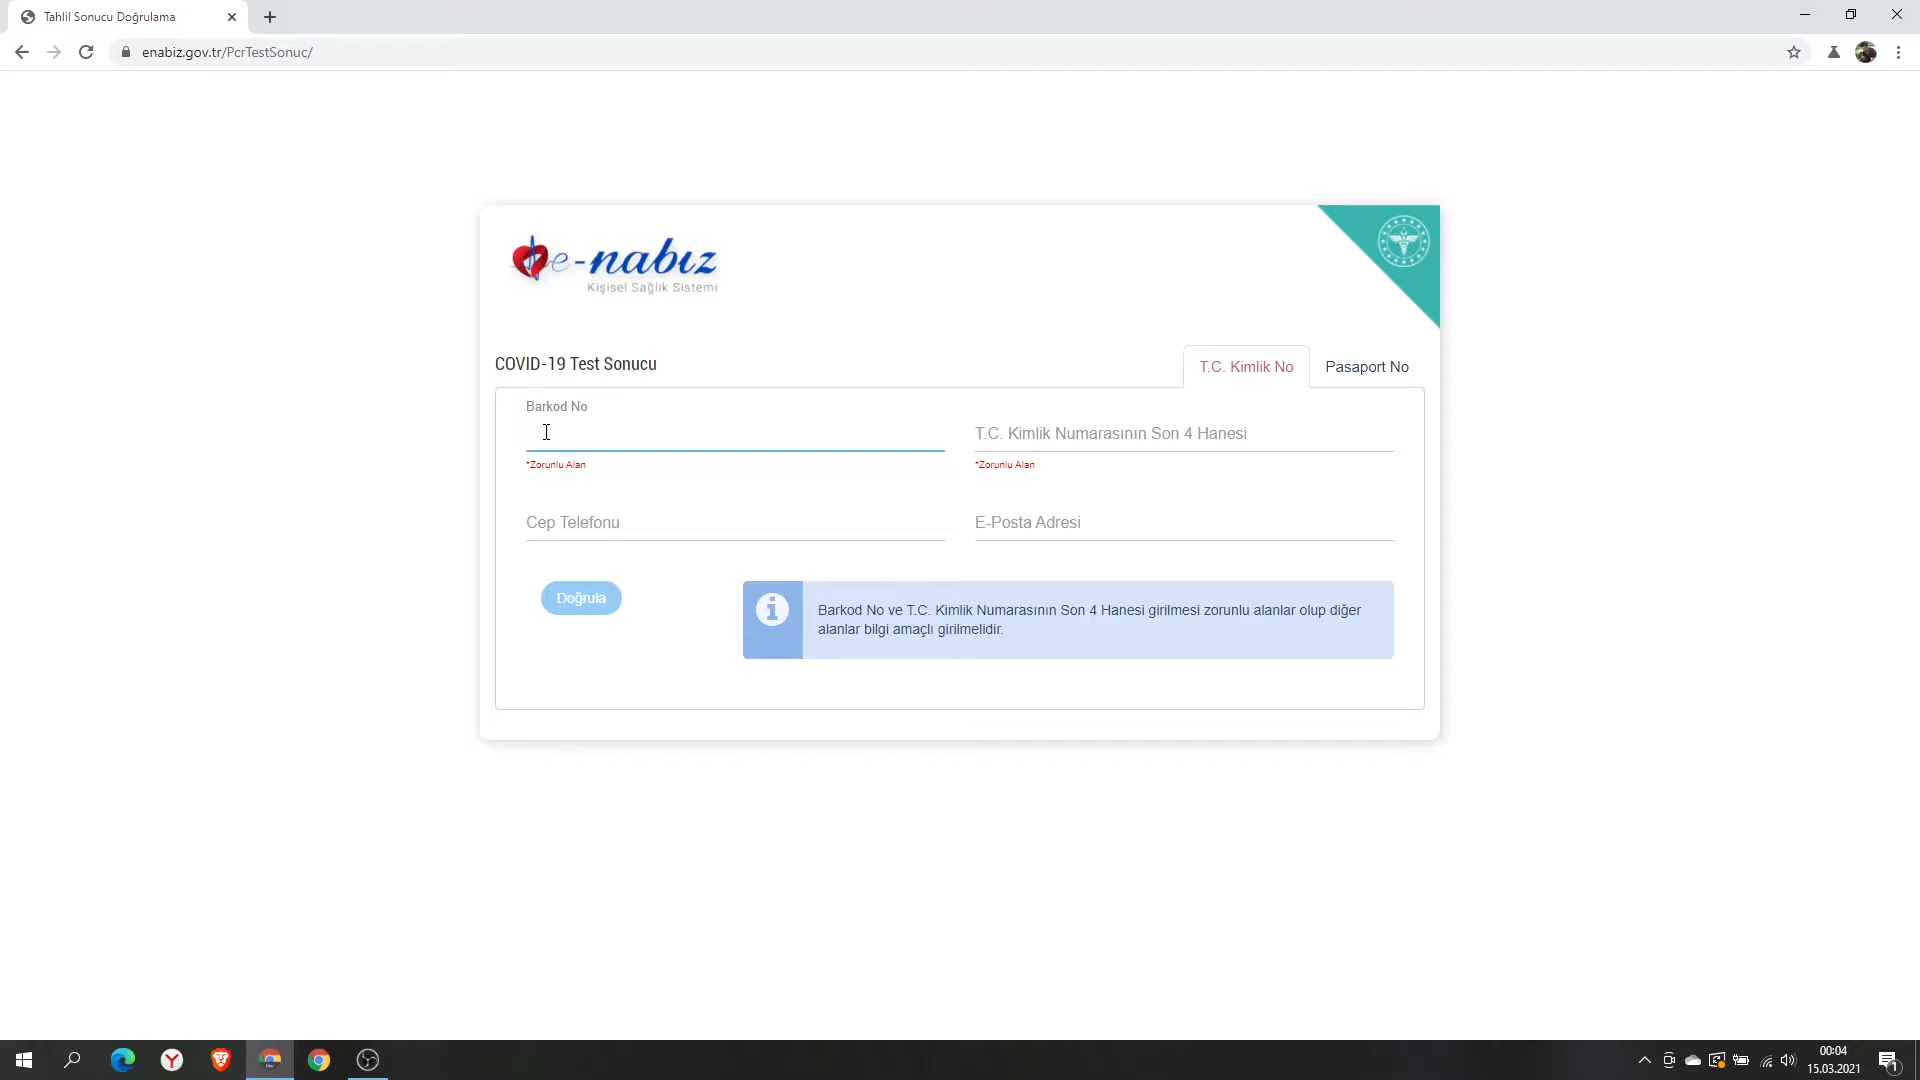 Tahlil Sonucu Doğrulama
enabiz.gov.tr/PcrTestSonuc/
e-nabız
Kişisel Sağlık Sistemi
COVID-19 Test Sonucu
T.C. Kimlik No
Pasaport No
Barkod No
T.C. Kimlik Numarasının Son 4 Hanesi
*Zorunlu Alan
*Zorunlu Alan
Cep Telefonu
E-Posta Adresi
Doğrula
Barkod No ve T.C. Kimlik Numarasının Son 4 Hanesi girilmesi zorunlu alanlar olup diğer
alanlar bilgi amaçlı girilmelidir.
00:04
15.03.2021
1